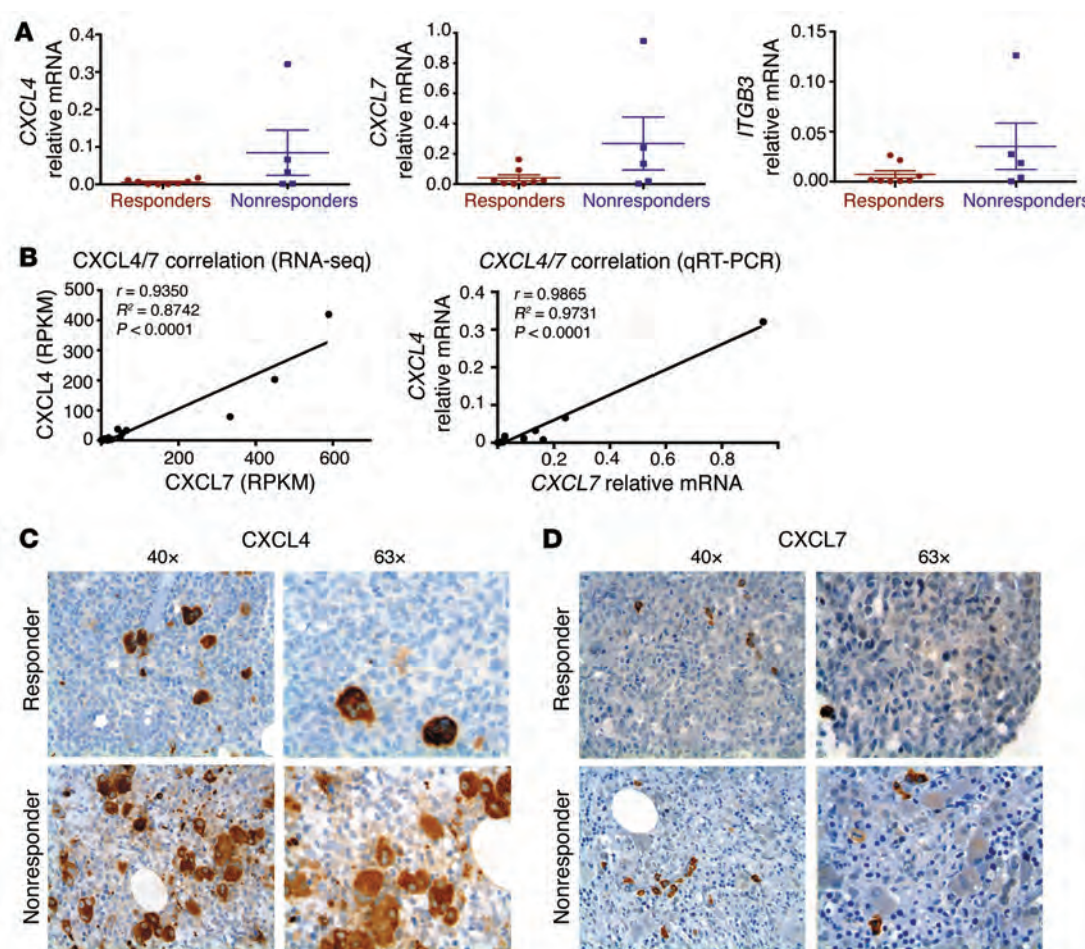 A
CXCL4
relative mRNA
0.4
0.3
0.2
0.1
0.0
Responders
Nonresponders
CXCL7
relative mRNA
1.0
0.8
0.6
0.4
0.2
0.0
Responders
Nonresponders
ITGB3
relative mRNA
0.15
0.10
0.05
0.00
Responders
Nonresponders
B
CXCL4/7 correlation (RNA-seq)
r = 0.9350
R² = 0.8742
P < 0.0001
CXCL4 (RPKM)
500
400
300
200
100
0
200
400
600
CXCL7 (RPKM)
CXCL4/7 correlation (qRT-PCR)
r = 0.9865
R² = 0.9731
P < 0.0001
CXCL4
relative mRNA
0.4
0.3
0.2
0.1
0
0.2
0.4
0.6
0.8
CXCL7 relative mRNA
C
CXCL4
40×
63×
Responder
Nonresponder
D
CXCL7
40×
63×
Responder
Nonresponder